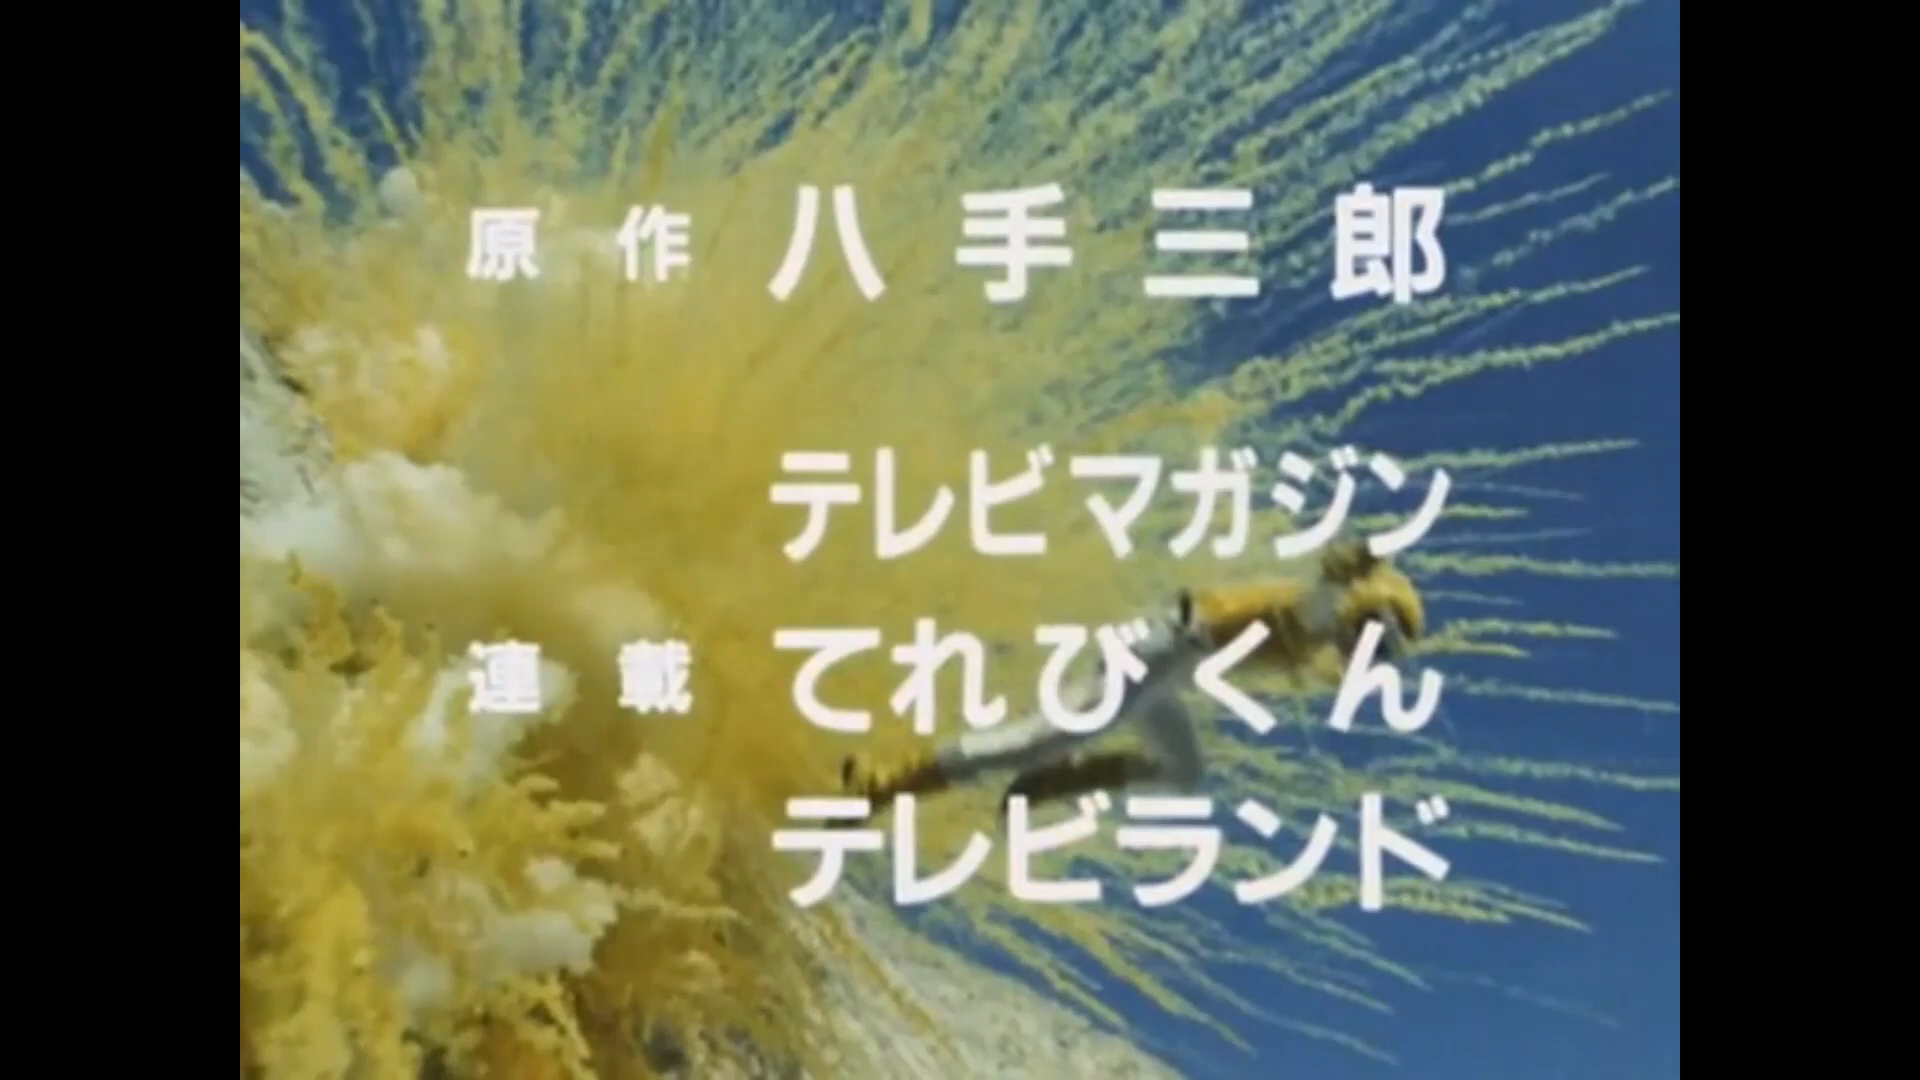 原作 八手三郎
テレビマガジン
連載 てれびくん
テレビランド